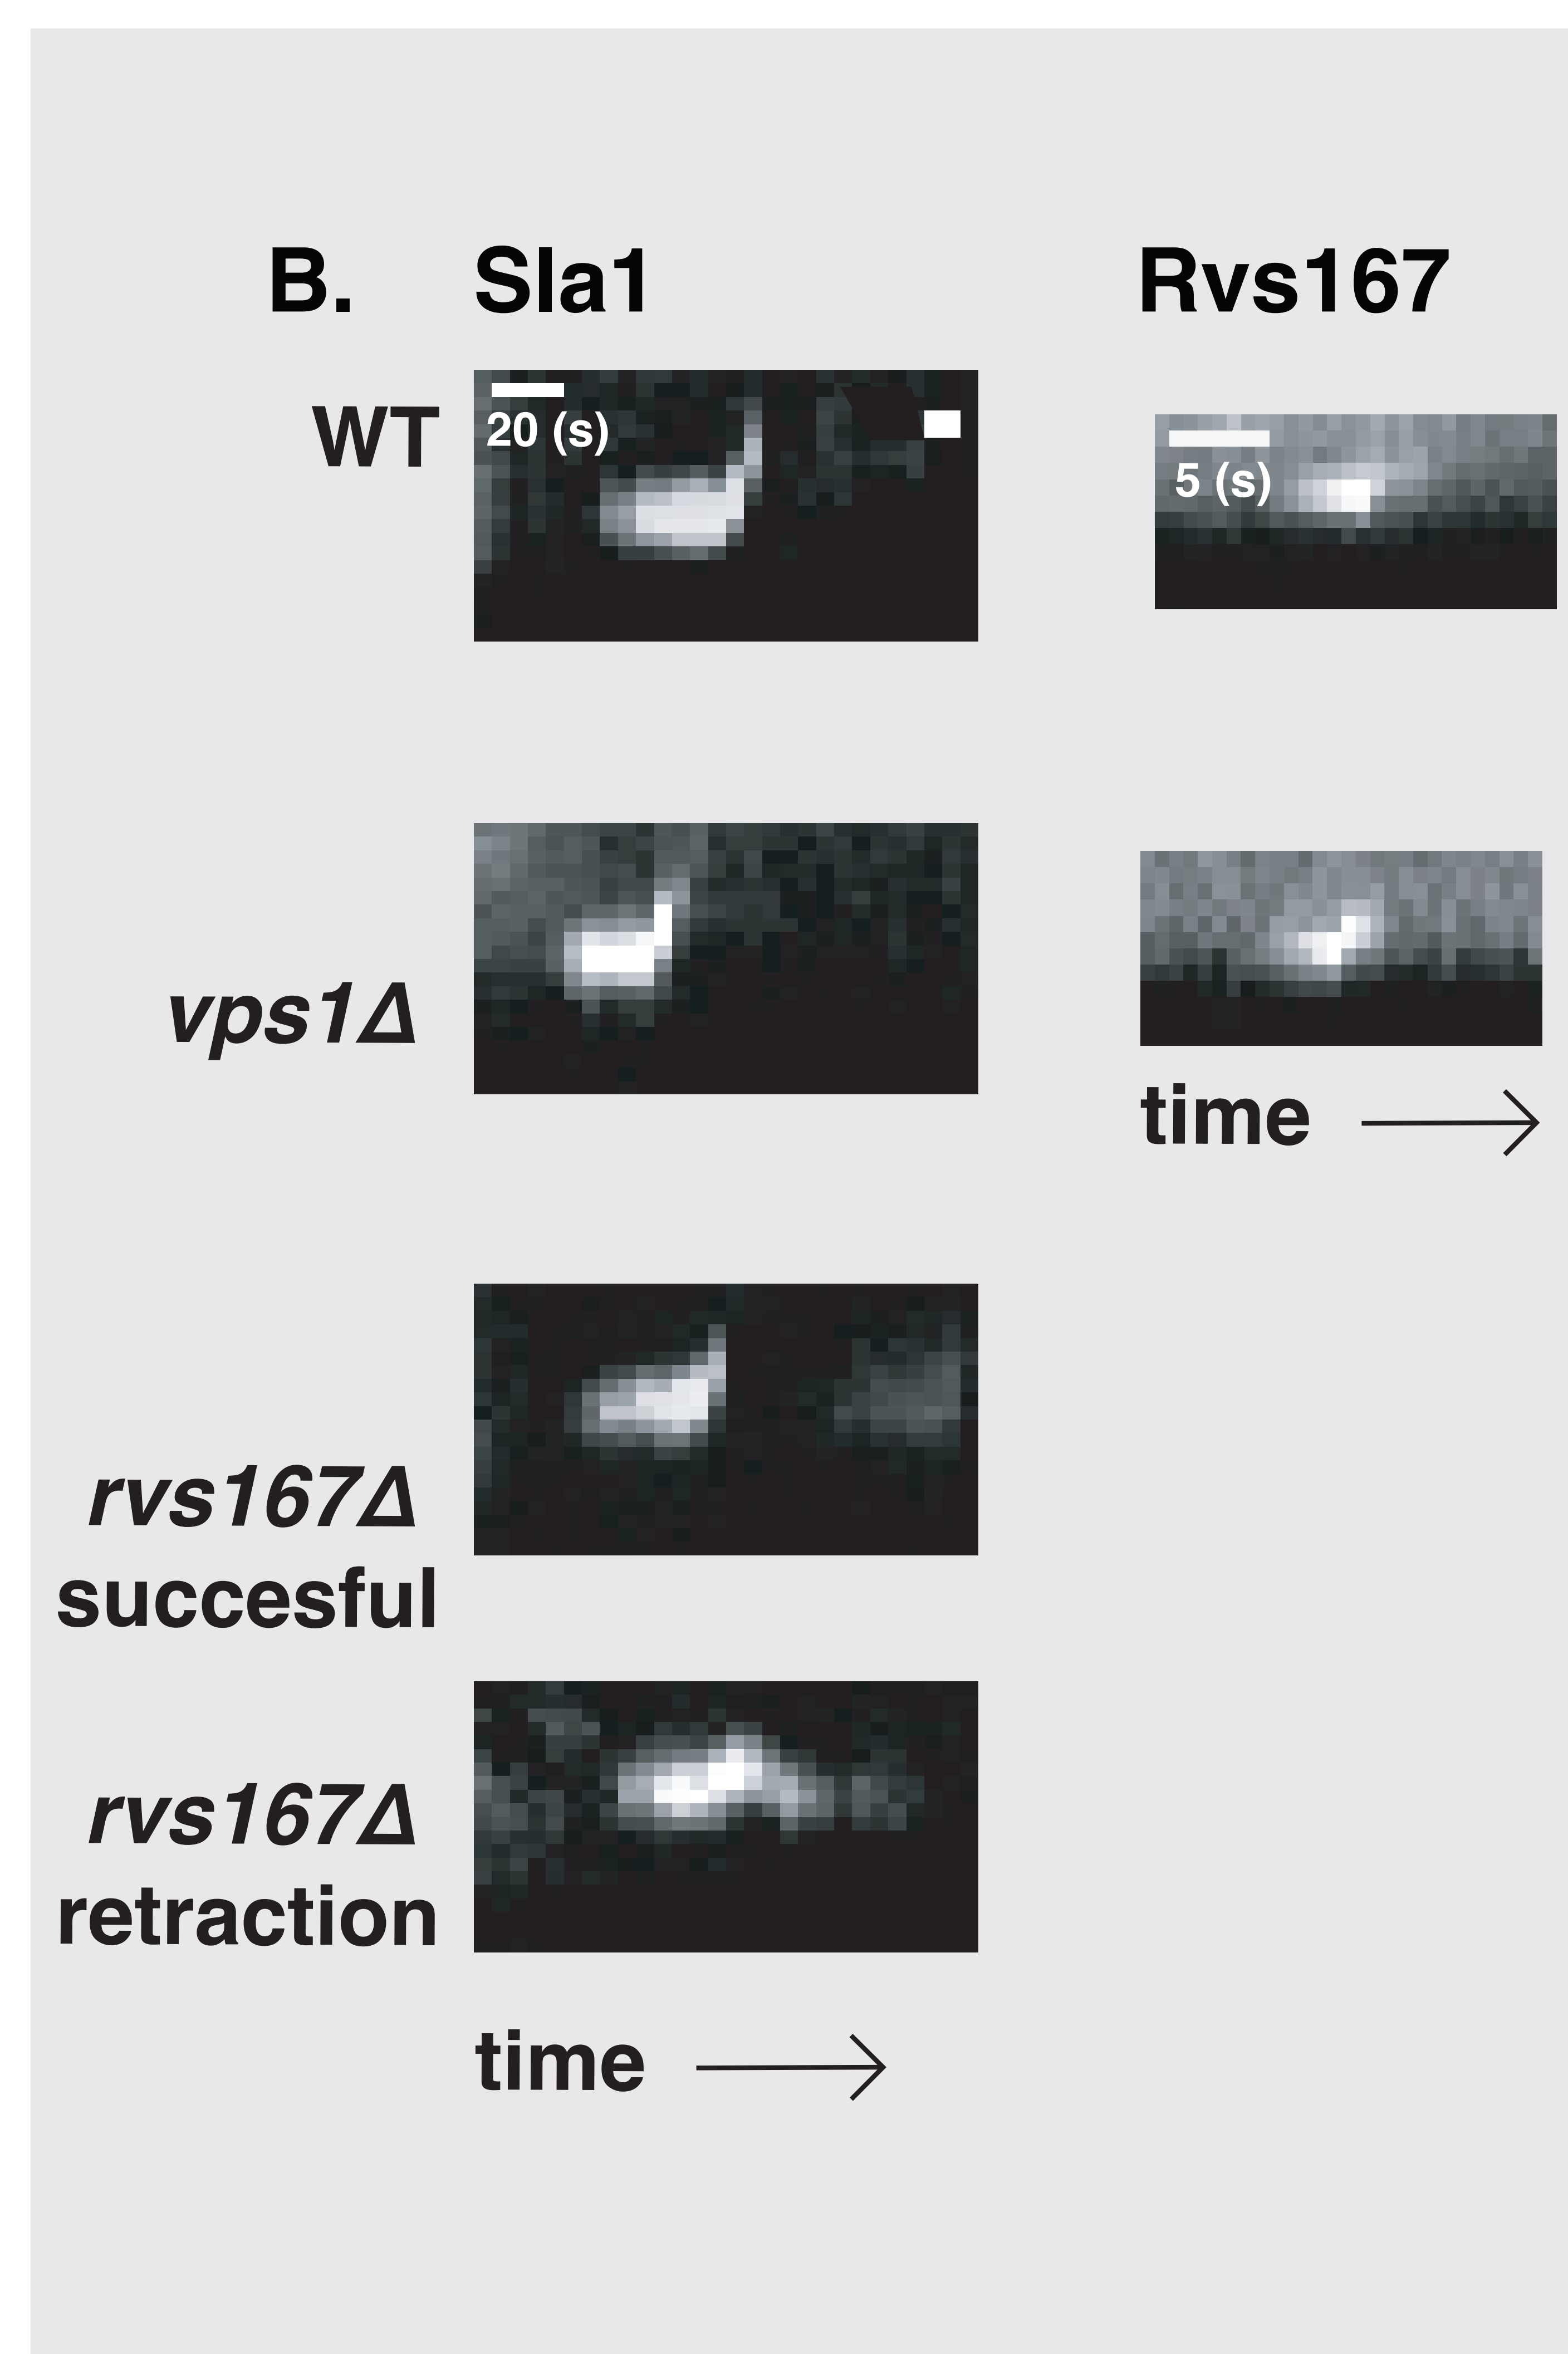 B. Sla1 Rvs167
WT
20 (s)
5 (s)
vps1Δ
time
rvs167Δ
succesful
rvs167Δ
retraction
time